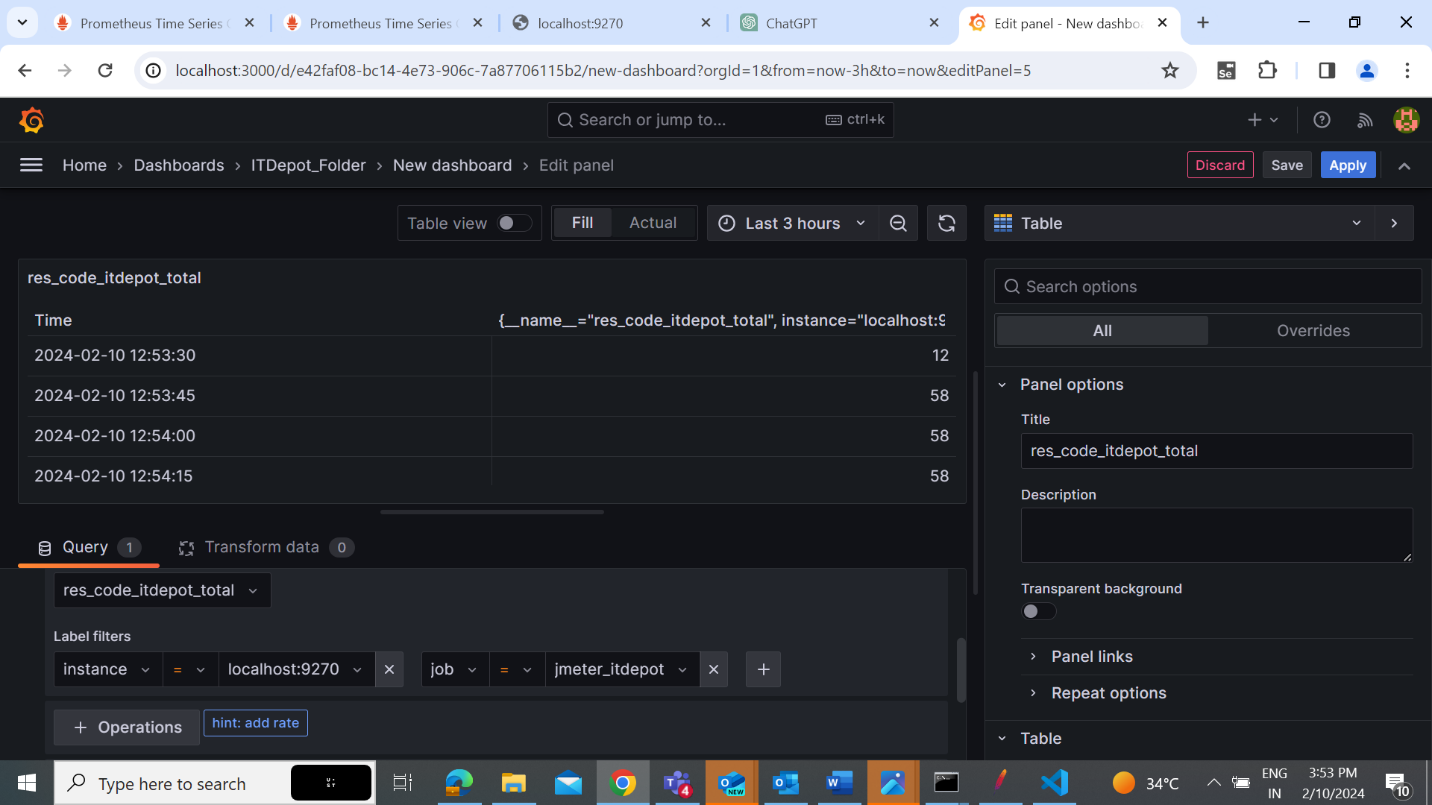 Prometheus Time Series C
Prometheus Time Series C
localhost:9270
ChatGPT
Edit panel - New dashbo
localhost:3000/d/e42faf08-bc14-4e73-906c-7a87706115b2/new-dashboard?orgId=1&from=now-3h&to=now&editPanel=5
Se
Search or jump to...
ctrl+k
Home > Dashboards > ITDepot_Folder > New dashboard > Edit panel
Discard
Save
Apply
Table view
Fill
Actual
Last 3 hours
Table
res_code_itdepot_total
Time
{__name__="res_code_itdepot_total", instance="localhost:9
2024-02-10 12:53:30
12
2024-02-10 12:53:45
58
2024-02-10 12:54:00
58
2024-02-10 12:54:15
58
Search options
All
Overrides
Panel options
Title
res_code_itdepot_total
Description
Transparent background
Panel links
Repeat options
Table
Query 1
Transform data 0
res_code_itdepot_total
Label filters
instance = localhost:9270
job = jmeter_itdepot
+ Operations
hint: add rate
Type here to search
4
NEW
34°C
ENG
IN
3:53 PM
2/10/2024
10